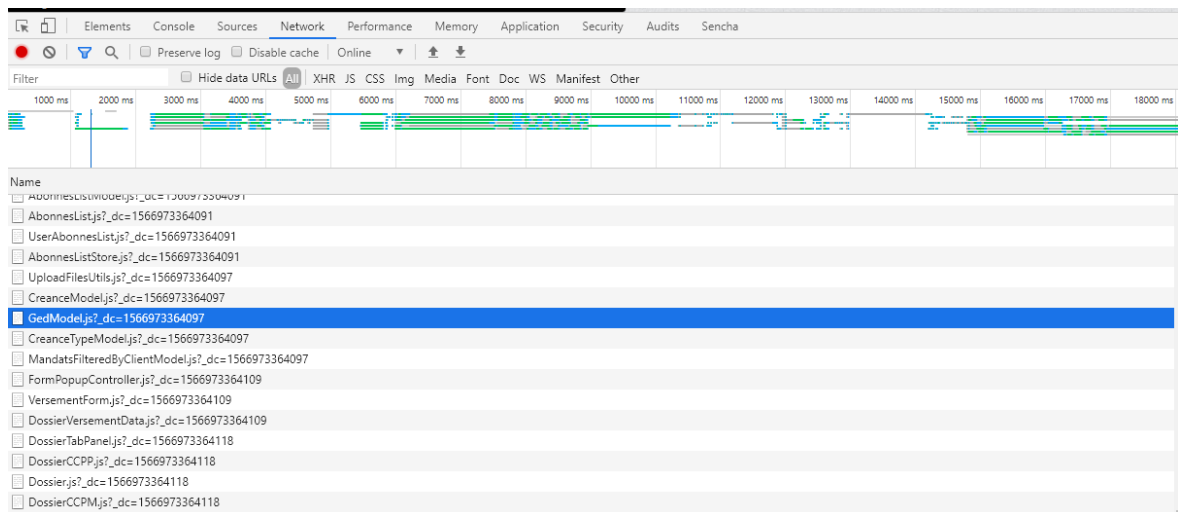 Elements Console Sources Network Performance Memory Application Security Audits Sencha
Preserve log Disable cache Online
Filter Hide data URLs All XHR JS CSS Img Media Font Doc WS Manifest Other
1000 ms 2000 ms 3000 ms 4000 ms 5000 ms 6000 ms 7000 ms 8000 ms 9000 ms 10000 ms 11000 ms 12000 ms 13000 ms 14000 ms 15000 ms 16000 ms 17000 ms 18000 ms
Name
AbonnesListModel.js?_dc=1566973364091
AbonnesList.js?_dc=1566973364091
UserAbonnesList.js?_dc=1566973364091
AbonnesListStore.js?_dc=1566973364091
UploadFilesUtils.js?_dc=1566973364097
CreanceModel.js?_dc=1566973364097
GedModel.js?_dc=1566973364097
CreanceTypeModel.js?_dc=1566973364097
MandatsFilteredByClientModel.js?_dc=1566973364097
FormPopupController.js?_dc=1566973364109
VersementForm.js?_dc=1566973364109
DossierVersementData.js?_dc=1566973364109
DossierTabPanel.js?_dc=1566973364118
DossierCCPP.js?_dc=1566973364118
Dossier.js?_dc=1566973364118
DossierCCPM.js?_dc=1566973364118